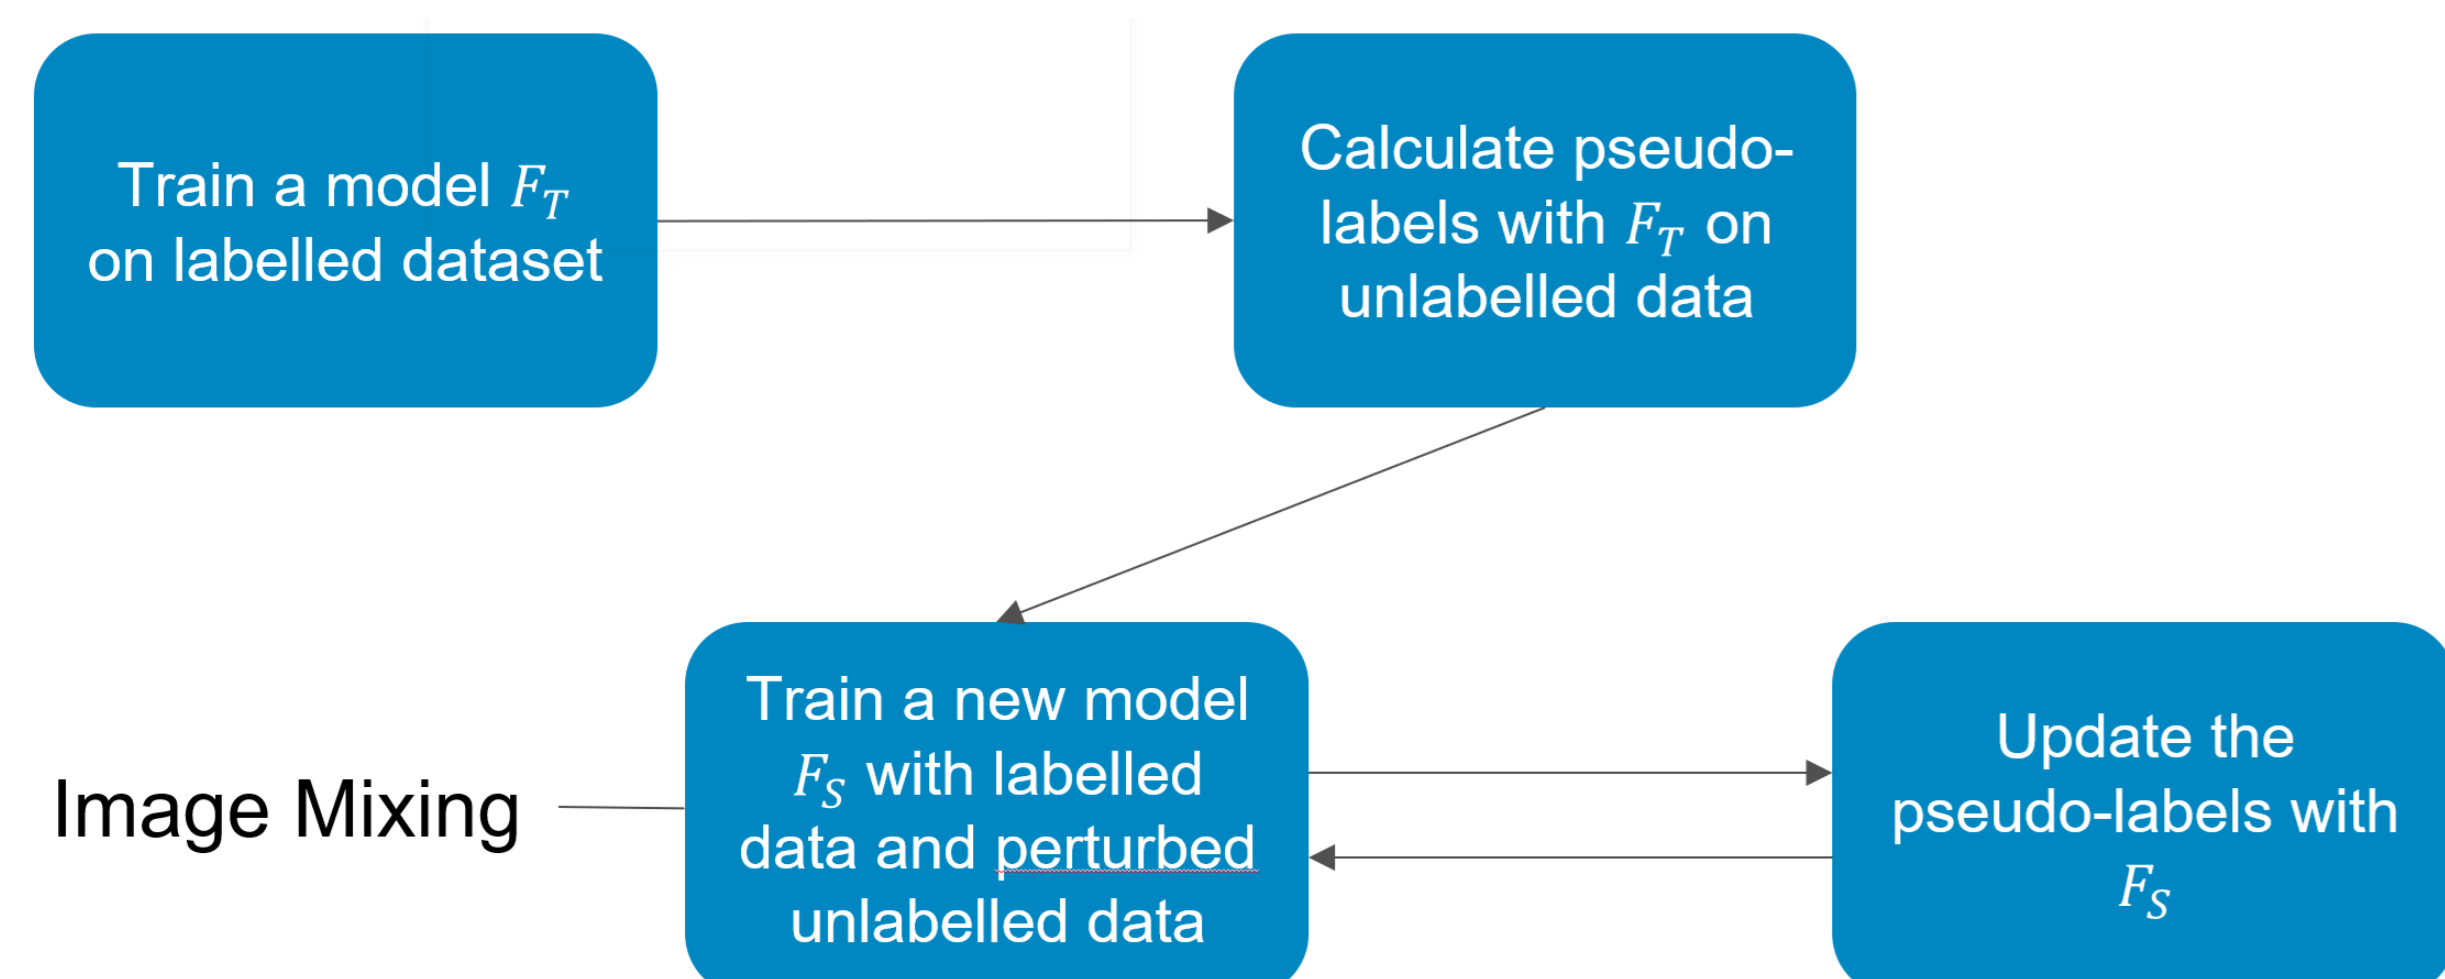 Train a model F_T
on labelled dataset
Calculate pseudo-
labels with F_T on
unlabelled data
Image Mixing
Train a new model
F_S with labelled
data and perturbed
unlabelled data
Update the
pseudo-labels with
F_S